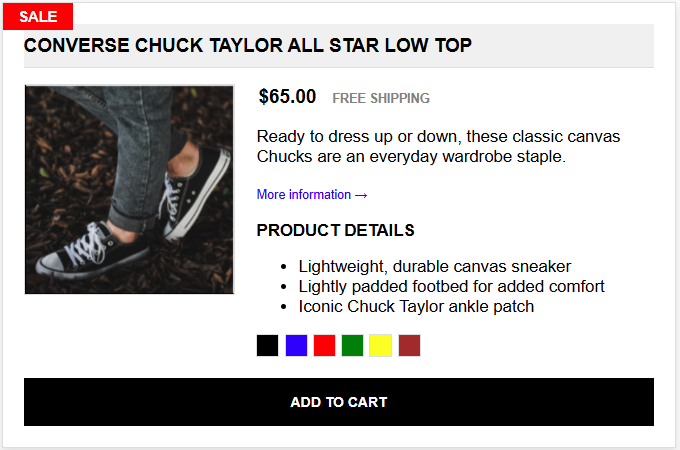 SALE
CONVERSE CHUCK TAYLOR ALL STAR LOW TOP
$65.00 FREE SHIPPING
Ready to dress up or down, these classic canvas
Chucks are an everyday wardrobe staple.
More information →
PRODUCT DETAILS
• Lightweight, durable canvas sneaker
• Lightly padded footbed for added comfort
• Iconic Chuck Taylor ankle patch
ADD TO CART